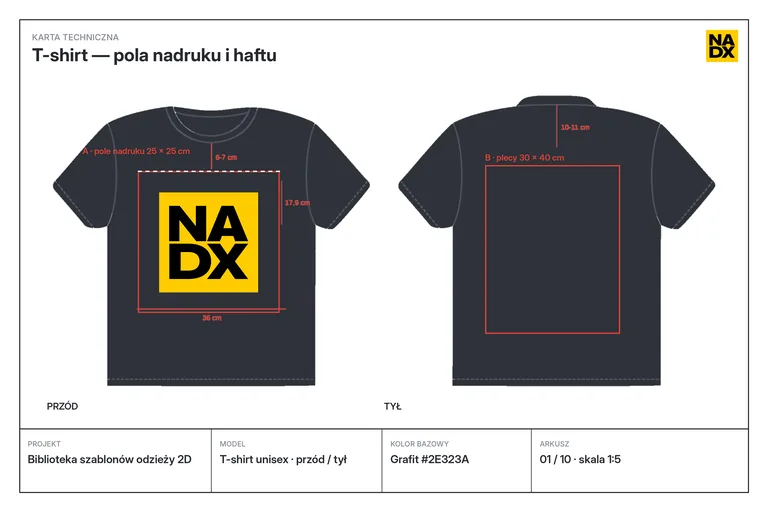 KARTA TECHNICZNA
T-shirt — pola nadruku i haftu
NA
DX
A · pole nadruku 25 × 25 cm
6-7 cm
17.9 cm
NA
DX
36 cm
10-11 cm
B · plecy 30 × 40 cm
PRZÓD
TYŁ
PROJEKT
Biblioteka szablonów odzieży 2D
MODEL
T-shirt unisex · przód / tył
KOLOR BAZOWY
Grafit #2E323A
ARKUSZ
01 / 10 · skala 1:5